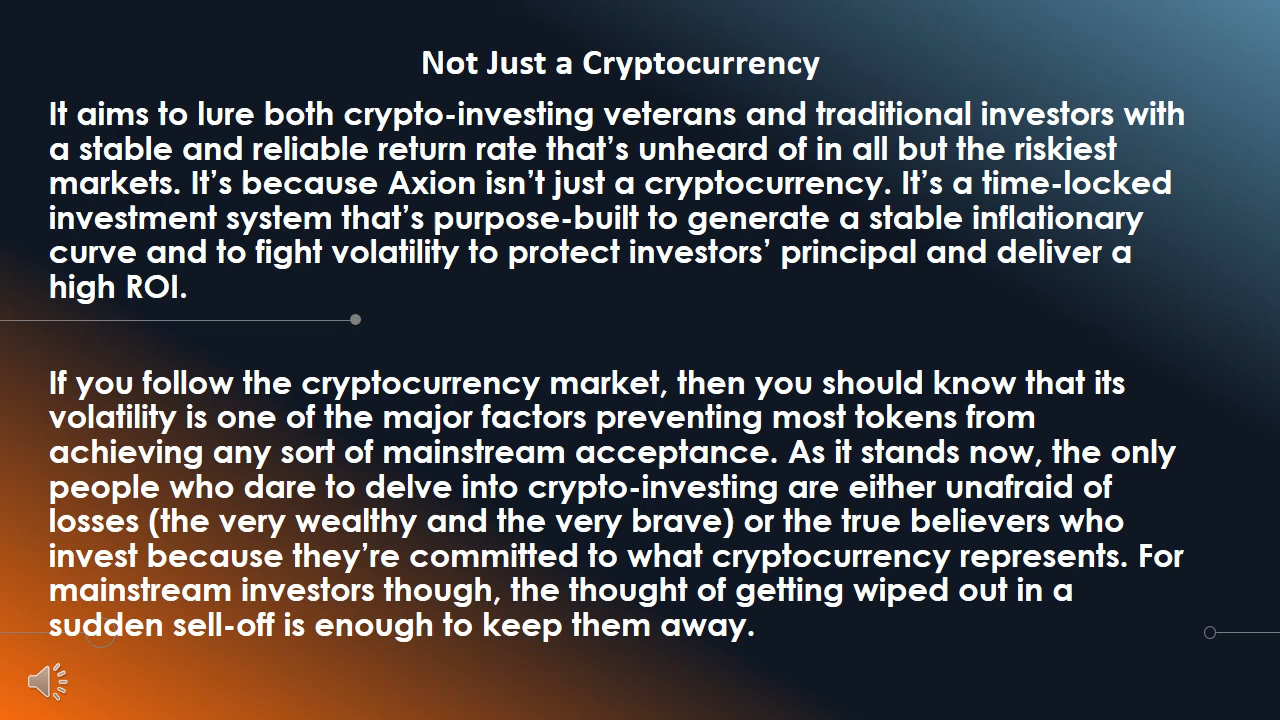 Not Just a Cryptocurrency
It aims to lure both crypto-investing veterans and traditional investors with
a stable and reliable return rate that’s unheard of in all but the riskiest
markets. It’s because Axion isn’t just a cryptocurrency. It’s a time-locked
investment system that’s purpose-built to generate a stable inflationary
curve and to fight volatility to protect investors’ principal and deliver a
high ROI.
If you follow the cryptocurrency market, then you should know that its
volatility is one of the major factors preventing most tokens from
achieving any sort of mainstream acceptance. As it stands now, the only
people who dare to delve into crypto-investing are either unafraid of
losses (the very wealthy and the very brave) or the true believers who
invest because they’re committed to what cryptocurrency represents. For
mainstream investors though, the thought of getting wiped out in a
sudden sell-off is enough to keep them away.